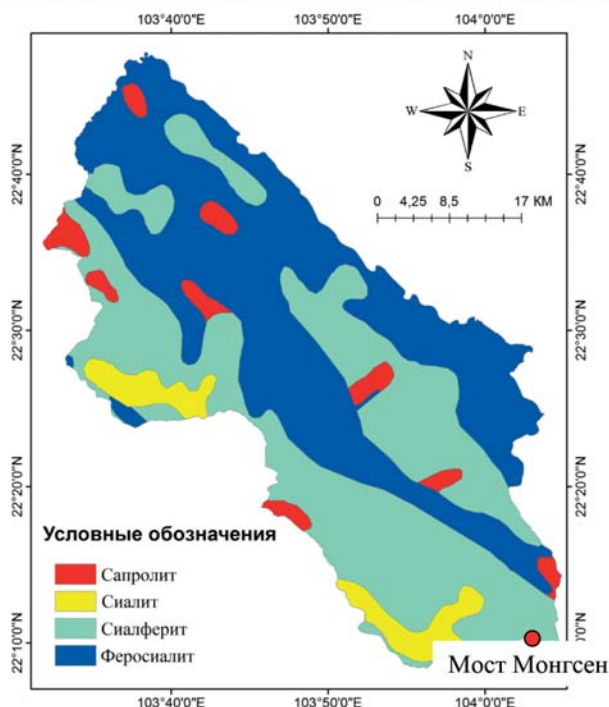 103°40'0"E 103°50'0"E 104°0'0"E
N
W E
S
0 4,25 8,5 17 КМ
22°40'0"N 22°40'0"N
22°30'0"N 22°30'0"N
22°20'0"N 22°20'0"N
22°10'0"N 0'0"N
Условные обозначения
Сапролит
Сиалит
Сиалферит
Феросиалит
Мост Монгсен
103°40'0"E 103°50'0"E 104°0'0"E